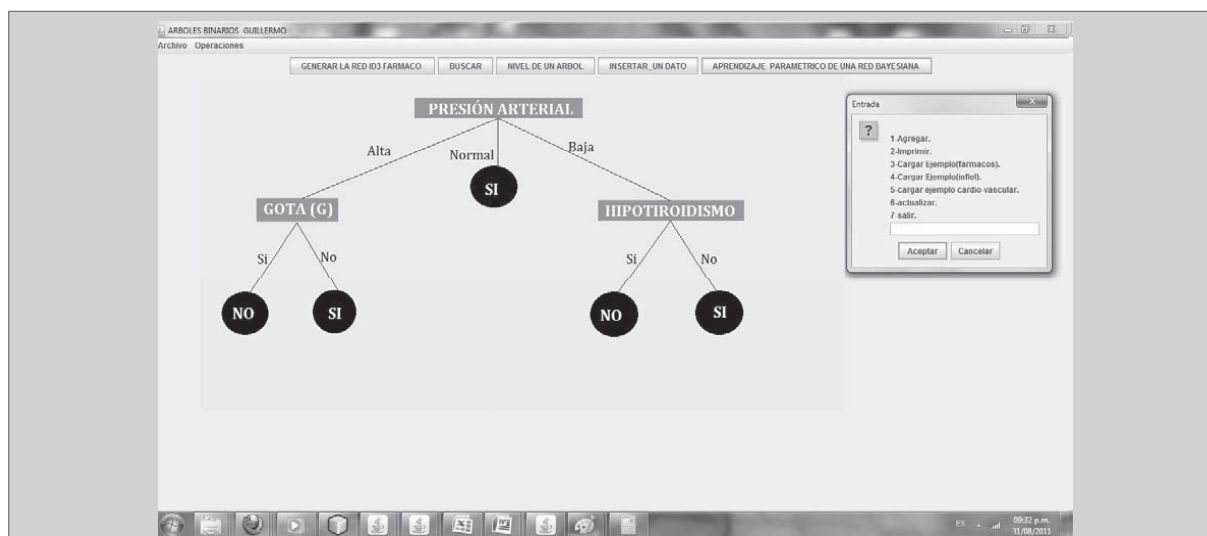 ARBOLES BINARIOS GUILLERMO
Archivo Operaciones
GENERAR LA RED ID3 FARMACO BUSCAR NIVEL DE UN ARBOL INSERTAR_UN DATO APRENDIZAJE PARAMETRICO DE UNA RED BAYESIANA
PRESIÓN ARTERIAL
Alta Normal Baja
SI
GOTA (G) HIPOTIROIDISMO
Si No Si No
NO SI NO SI
Entrada
?
1-Agregar.
2-Imprimir.
3-Cargar Ejemplo(farmacos).
4-Cargar Ejemplo(infiel).
5-cargar ejemplo cardio-vascular.
6-actualizar.
7-salir.
Aceptar Cancelar
ES 09:32 p.m.
31/08/2011